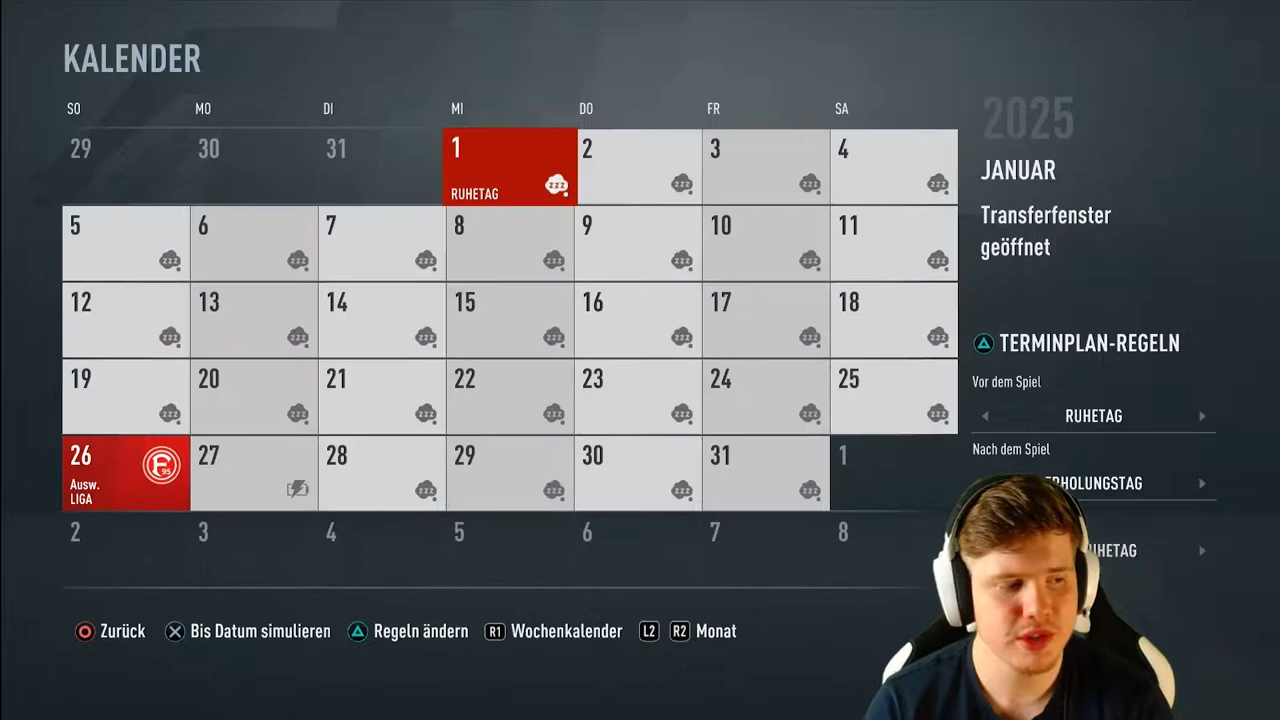 KALENDER
SO MO DI MI DO FR SA
29 30 31 1 2 3 4
RUHETAG
5 6 7 8 9 10 11
12 13 14 15 16 17 18
19 20 21 22 23 24 25
26 27 28 29 30 31 1
Ausw.
LIGA
2 3 4 5 6 7 8
2025
JANUAR
Transferfenster
geöffnet
TERMINPLAN-REGELN
Vor dem Spiel
RUHETAG
Nach dem Spiel
RHOLUNGSTAG
HETAG
Zurück Bis Datum simulieren Regeln ändern R1 Wochenkalender L2 R2 Monat